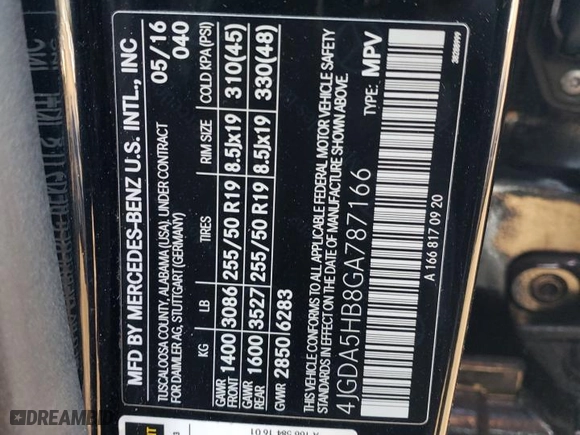 MFD BY MERCEDES-BENZ U.S. INTL., INC
TUSCALOOSA COUNTY, ALABAMA (USA), UNDER CONTRACT
FOR DAIMLER AG, STUTTGART (GERMANY)
05/16
040
KG LB TIRES RIM SIZE COLD KPA (PSI)
GAWR FRONT 1400 3086 255/50 R19 8.5Jx19 310(45)
GAWR REAR 1600 3527 255/50 R19 8.5Jx19 330(48)
GVWR 2850 6283
THIS VEHICLE CONFORMS TO ALL APPLICABLE FEDERAL MOTOR VEHICLE SAFETY
STANDARDS IN EFFECT ON THE DATE OF MANUFACTURE SHOWN ABOVE.
4JGDA5HB8GA787166 TYPE: MPV
A 166 817 09 20
A 166 584 16 01
DREAMBID